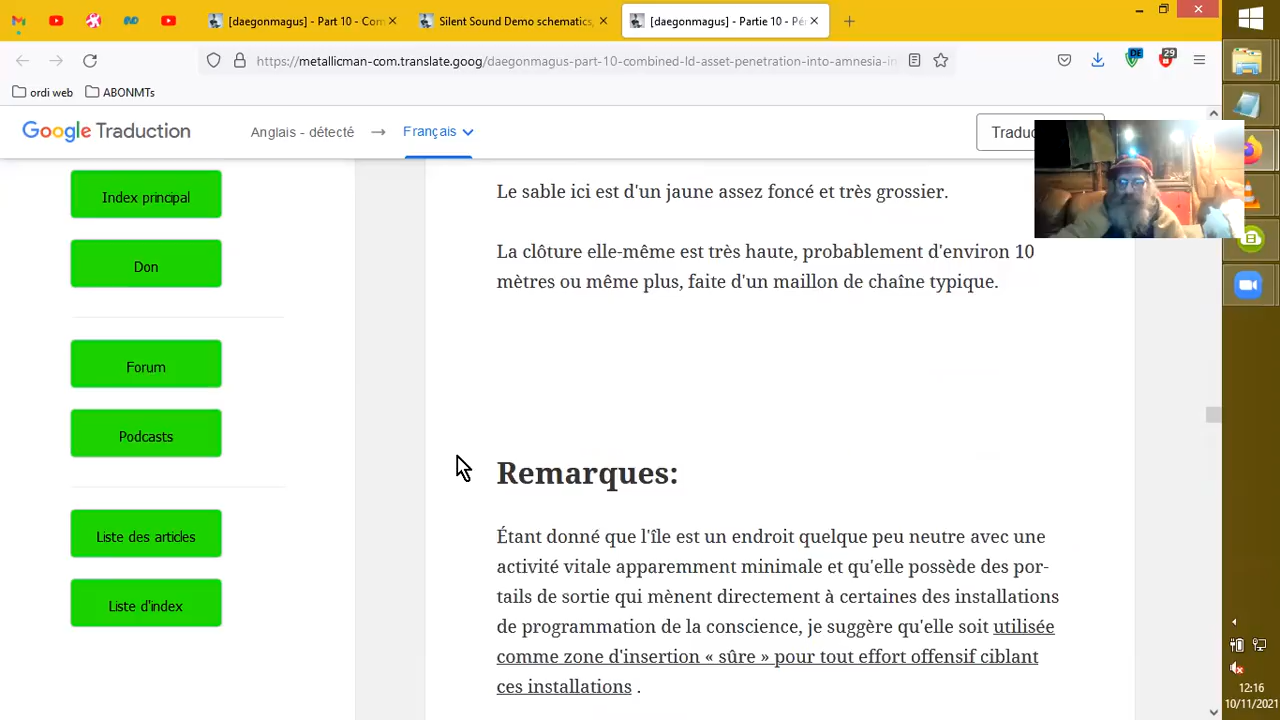 [daegonmagus] - Part 10 - Con
Silent Sound Demo schematics,
[daegonmagus] - Partie 10 - Pé
https://metallicman-com.translate.goog/daegonmagus-part-10-combined-ld-asset-penetration-into-amnesia-in
DE
29
ordi web
ABONMTs
Google Traduction
Anglais - détecté
Français
Traduc
Index principal
Don
Forum
Podcasts
Liste des articles
Liste d'index
Le sable ici est d'un jaune assez foncé et très grossier.
La clôture elle-même est très haute, probablement d'environ 10
mètres ou même plus, faite d'un maillon de chaîne typique.
Remarques:
Étant donné que l'île est un endroit quelque peu neutre avec une
activité vitale apparemment minimale et qu'elle possède des por-
tails de sortie qui mènent directement à certaines des installations
de programmation de la conscience, je suggère qu'elle soit utilisée
comme zone d'insertion « sûre » pour tout effort offensif ciblant
ces installations .
12:16
10/11/2021